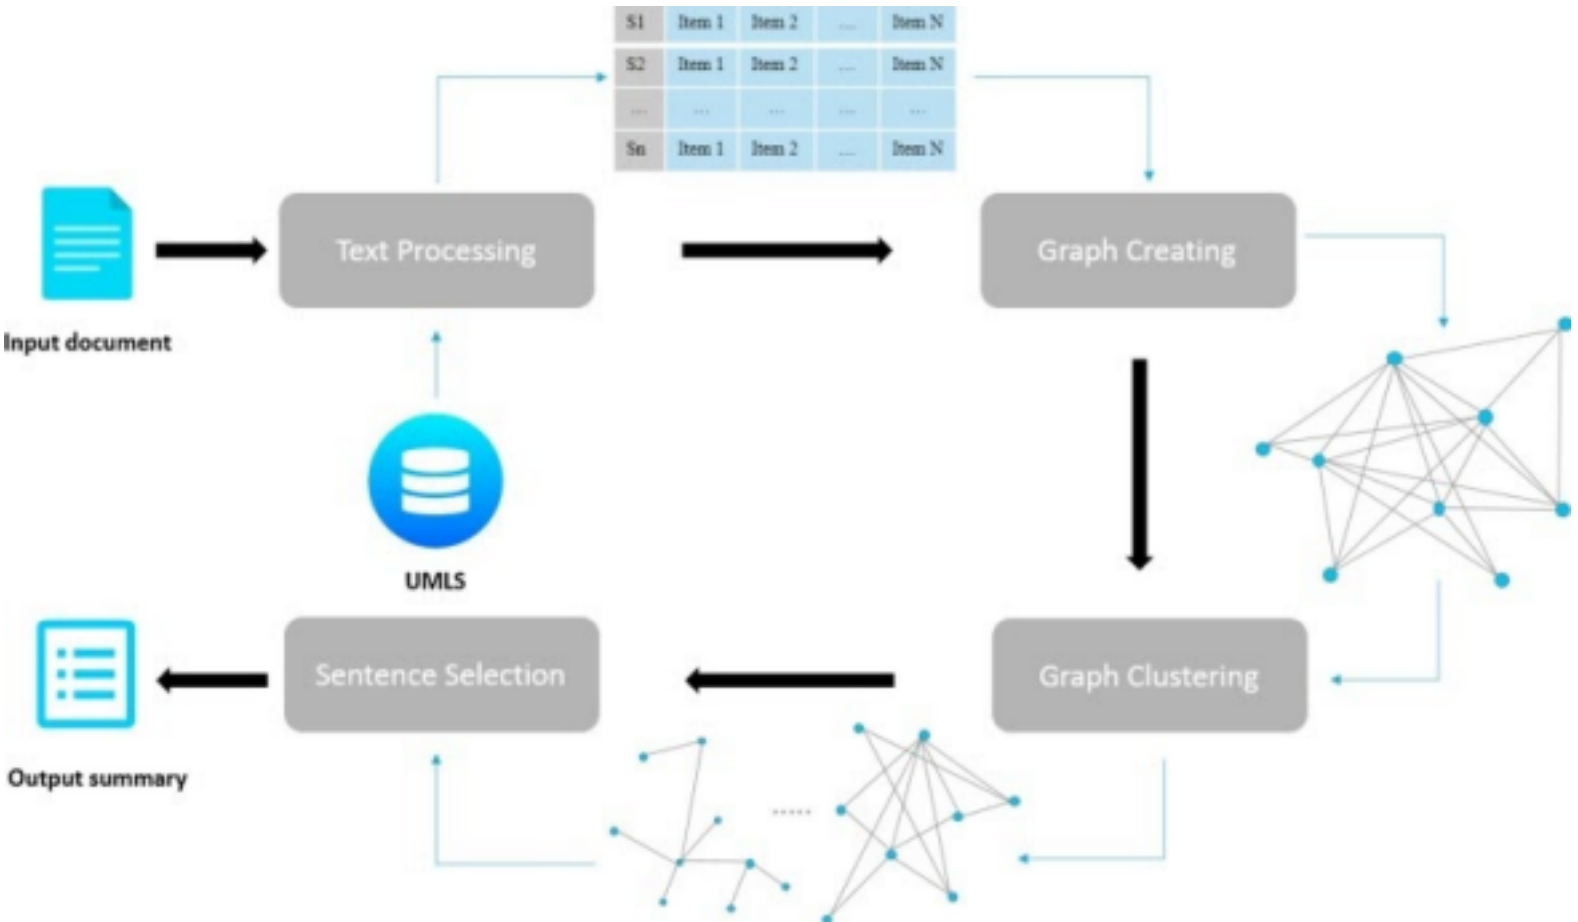 S1 Item 1 Item 2 .... Item N
S2 Item 1 Item 2 .... Item N
.... ... ... ... ...
Sn Item 1 Item 2 .... Item N
Text Processing
Graph Creating
Input document
UMLS
Sentence Selection
Graph Clustering
Output summary
.....